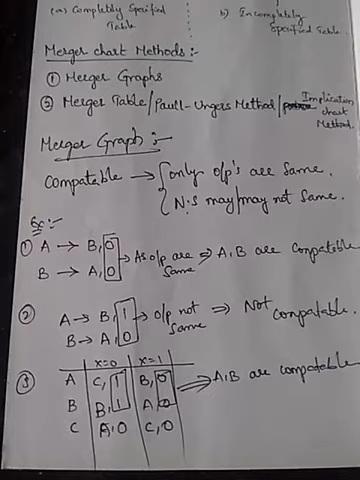 (a) Completely Specified Table
b) Incompletely Specified Table.
Merger chart Methods :-
① Merger Graphs
② Merger Table/Paull-Ungers Method/ Implication chart Method.
Merger Graph :-
Compatable → { only o/p's are same.
N.S may/may not same.
Ex:-
① A → B, 0
B → A, 0 → As o/p are same ⇒ A, B are compatable
② A → B, 1
B → A, 0 → o/p not same ⇒ Not compatable.
③ x=0 x=1
A C, 1 B, 0
B B, 1 A, 0 ⇒ A, B are compatable
C A, 0 C, 0